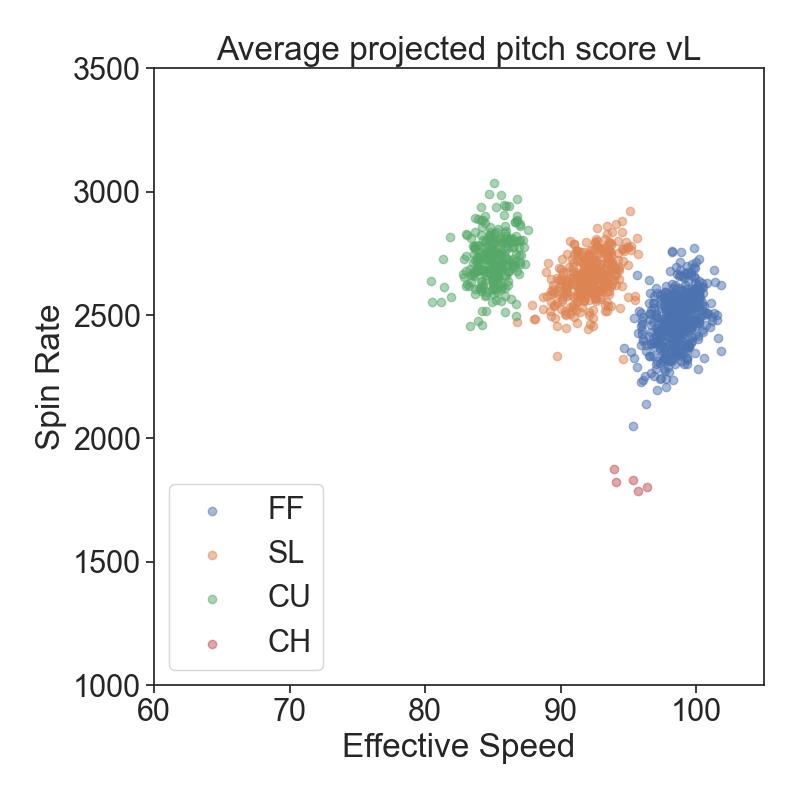 Average projected pitch score vL
3500
3000
2500
2000
1500
1000
Spin Rate
FF
SL
CU
CH
60 70 80 90 100
Effective Speed